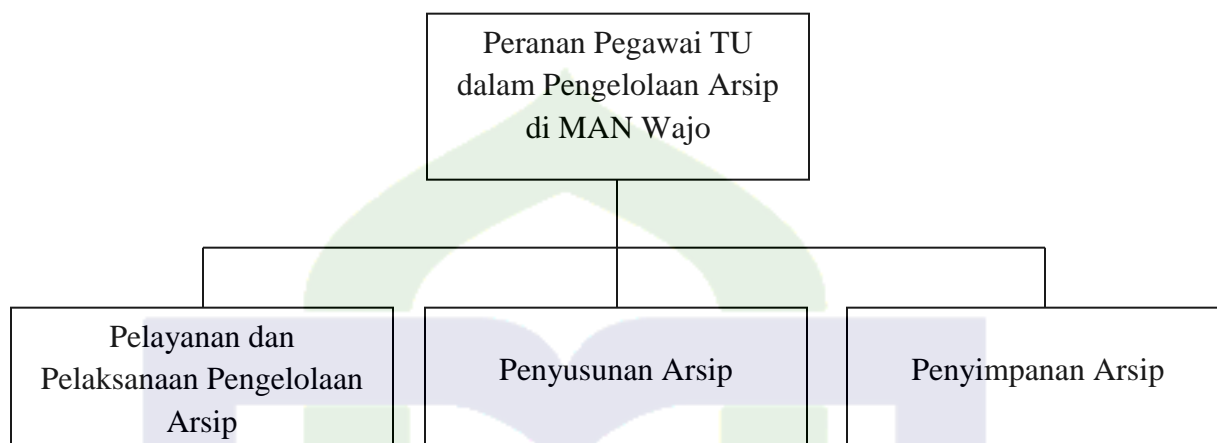 Peranan Pegawai TU
dalam Pengelolaan Arsip
di MAN Wajo
Pelayanan dan
Pelaksanaan Pengelolaan
Arsip
Penyusunan Arsip
Penyimpanan Arsip